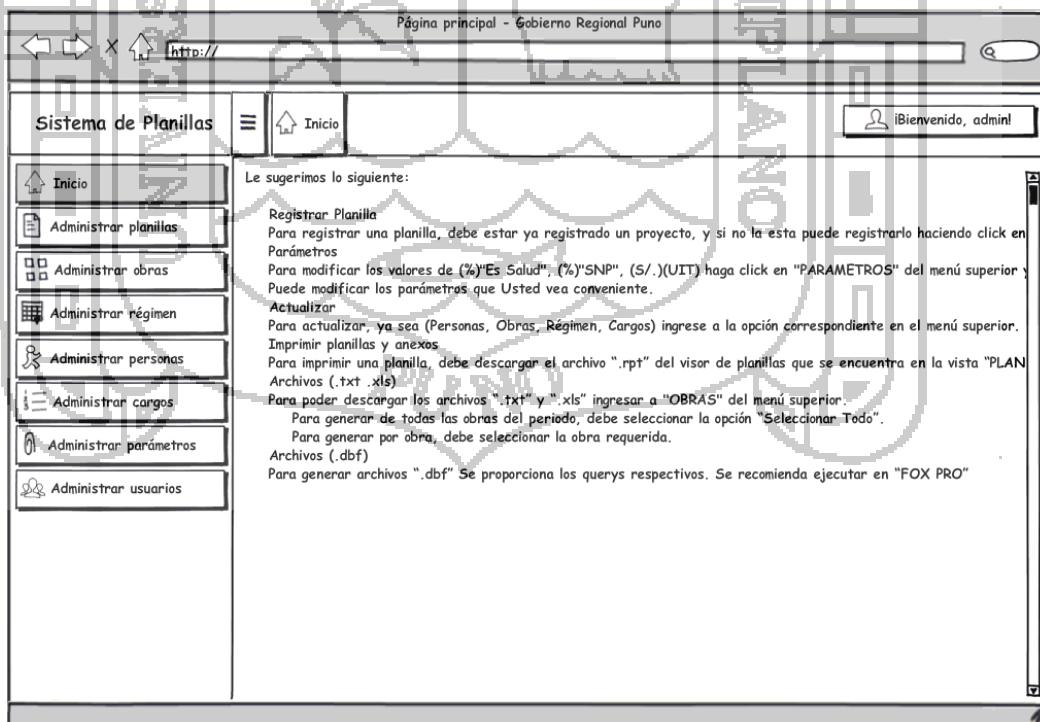 Página principal - Gobierno Regional Puno
http://
Sistema de Planillas
Inicio
¡Bienvenido, admin!
Inicio
Administrar planillas
Administrar obras
Administrar régimen
Administrar personas
Administrar cargos
Administrar parámetros
Administrar usuarios
Le sugerimos lo siguiente:
Registrar Planilla
Para registrar una planilla, debe estar ya registrado un proyecto, y si no la esta puede registrarlo haciendo click en
Parámetros
Para modificar los valores de (%)"Es Salud", (%)"SNP", (S/.)(UIT) haga click en "PARAMETROS" del menú superior y
Puede modificar los parámetros que Usted vea conveniente.
Actualizar
Para actualizar, ya sea (Personas, Obras, Régimen, Cargos) ingrese a la opción correspondiente en el menú superior.
Imprimir planillas y anexos
Para imprimir una planilla, debe descargar el archivo ".rpt" del visor de planillas que se encuentra en la vista "PLAN
Archivos (.txt .xls)
Para poder descargar los archivos ".txt" y ".xls" ingresar a "OBRAS" del menú superior.
Para generar de todas las obras del periodo, debe seleccionar la opción "Seleccionar Todo".
Para generar por obra, debe seleccionar la obra requerida.
Archivos (.dbf)
Para generar archivos ".dbf" Se proporciona los querys respectivos. Se recomienda ejecutar en "FOX PRO"
PUNO